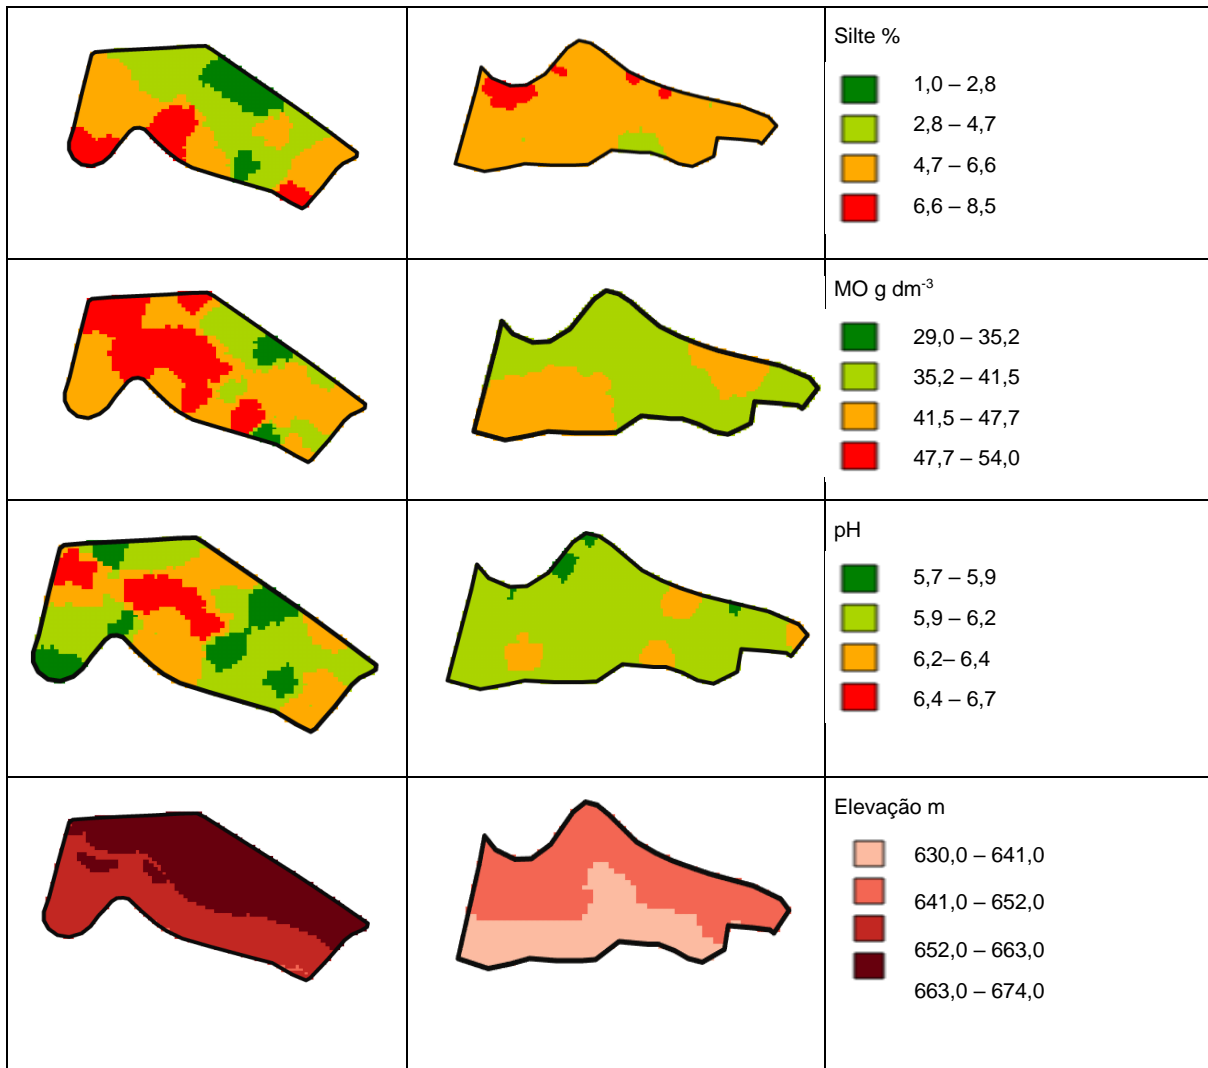 Silte %
1,0 – 2,8
2,8 – 4,7
4,7 – 6,6
6,6 – 8,5
MO g dm⁻³
29,0 – 35,2
35,2 – 41,5
41,5 – 47,7
47,7 – 54,0
pH
5,7 – 5,9
5,9 – 6,2
6,2– 6,4
6,4 – 6,7
Elevação m
630,0 – 641,0
641,0 – 652,0
652,0 – 663,0
663,0 – 674,0